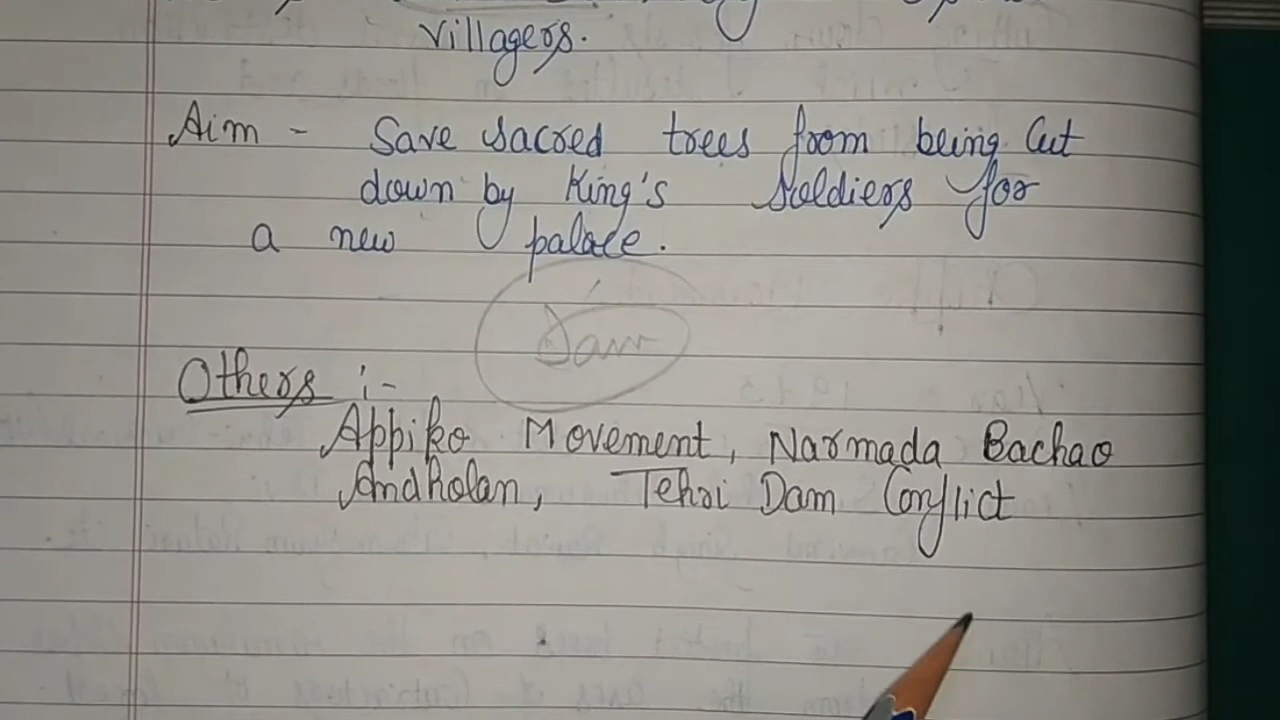 villagers.
Aim - Save sacred trees from being Cut
down by King's Soldiers for
a new palace.
Dam
Others :-
Appiko Movement, Narmada Bachao
Andholan, Tehri Dam Conflict